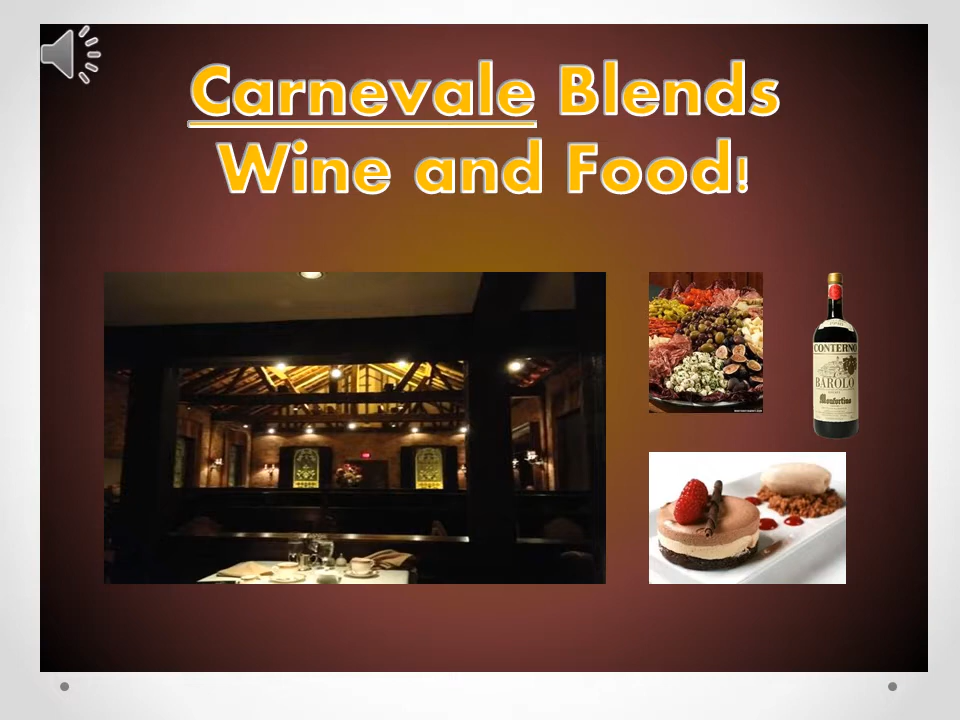 Carnevale Blends
Wine and Food!
CONTERNO
BAROLO
Monfortino